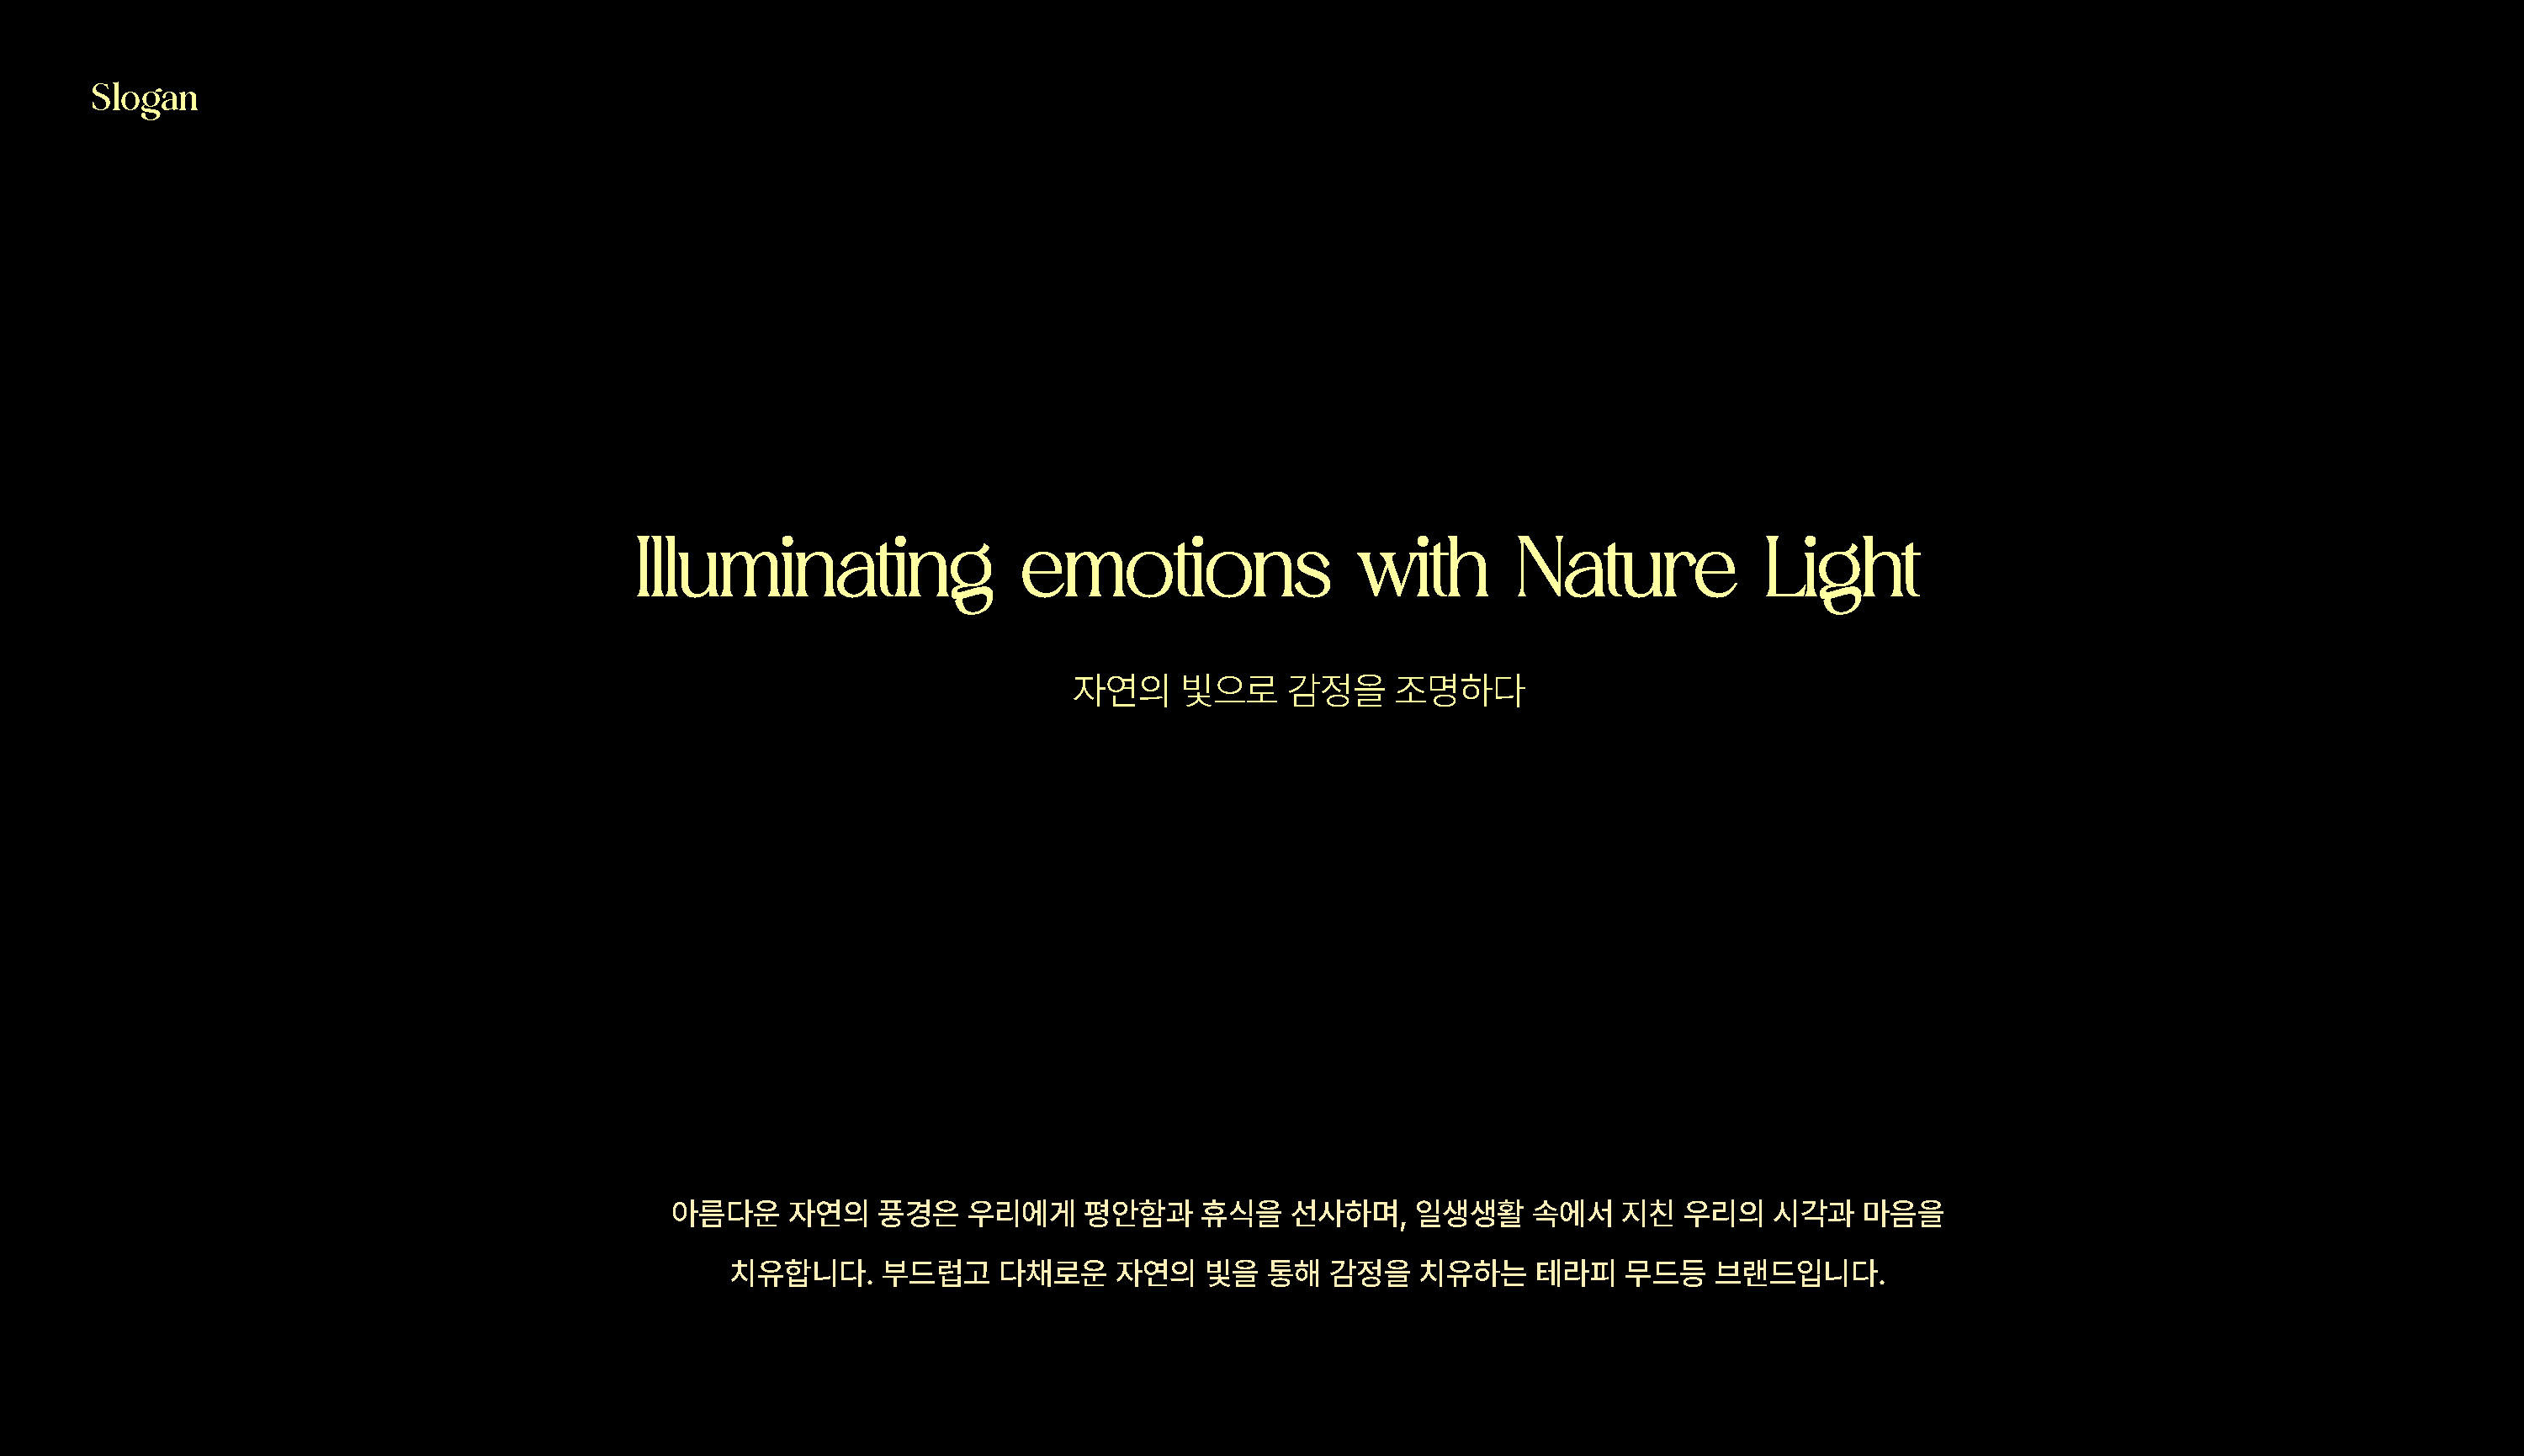 Slogan
Illuminating emotions with Nature Light
자연의 빛으로 감정을 조명하다
아름다운 자연의 풍경은 우리에게 평안함과 휴식을 선사하며, 일생생활 속에서 지친 우리의 시각과 마음을
치유합니다. 부드럽고 다채로운 자연의 빛을 통해 감정을 치유하는 테라피 무드등 브랜드입니다.